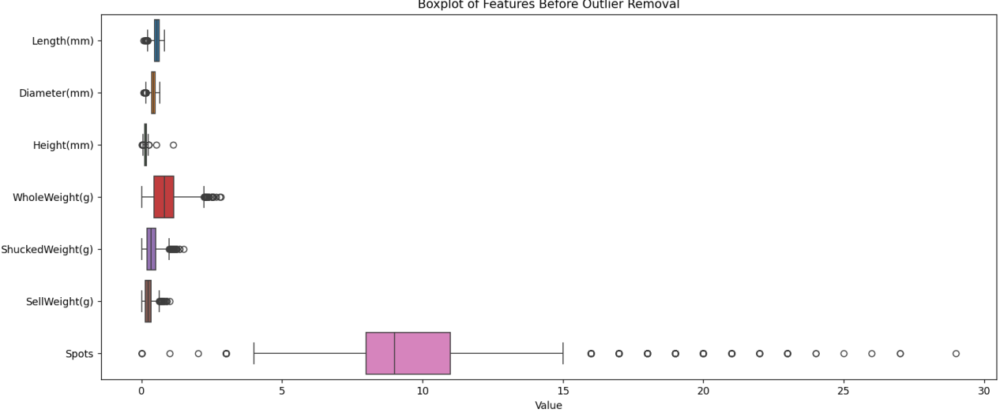 Boxplot of Features Before Outlier Removal
Length(mm)
Diameter(mm)
Height(mm)
WholeWeight(g)
ShuckedWeight(g)
SellWeight(g)
Spots
0 5 10 15 20 25 30
Value